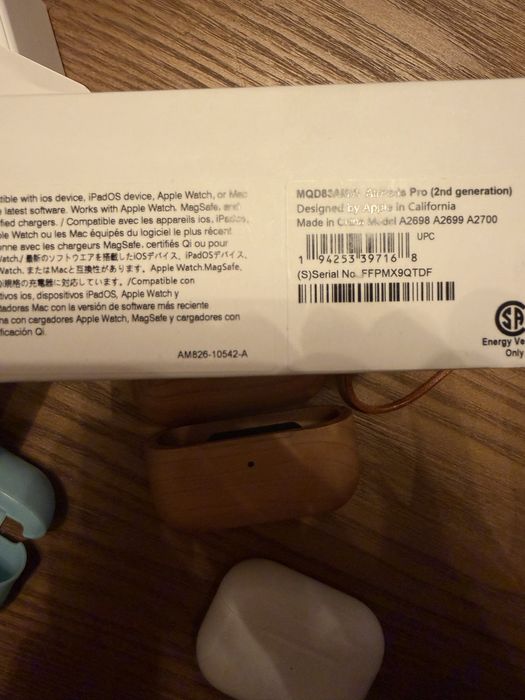 tible with ios device, iPadOS device, Apple Watch, or Mac
e latest software. Works with Apple Watch, MagSafe, and
fied chargers. / Compatible avec les appareils ios, iPados,
ple Watch ou les Mac équipés du logiciel le plus récent
onne avec les chargeurs MagSafe, certifiés Qi ou pour
Watch./ 最新のソフトウエアを搭載したiOSデバイス、iPadOSデバイス、
Watch、またはMacと互換性があります。Apple Watch.MagSafe、
Qi規格の充電器に対応しています。/Compatible con
tivos ios, dispositivos iPadOS, Apple Watch y
tadoras Mac con la versión de software más reciente
na con cargadores Apple Watch, MagSafe y cargadores con
ficación Qi.
AM826-10542-A
Pro (2nd generation)
Designed by Apple in California
Made in Model A2698 A2699 A2700
UPC
1 94253 39716 8
(S)Serial No. FFPMX9QTDF
SA
Energy Ve
Only